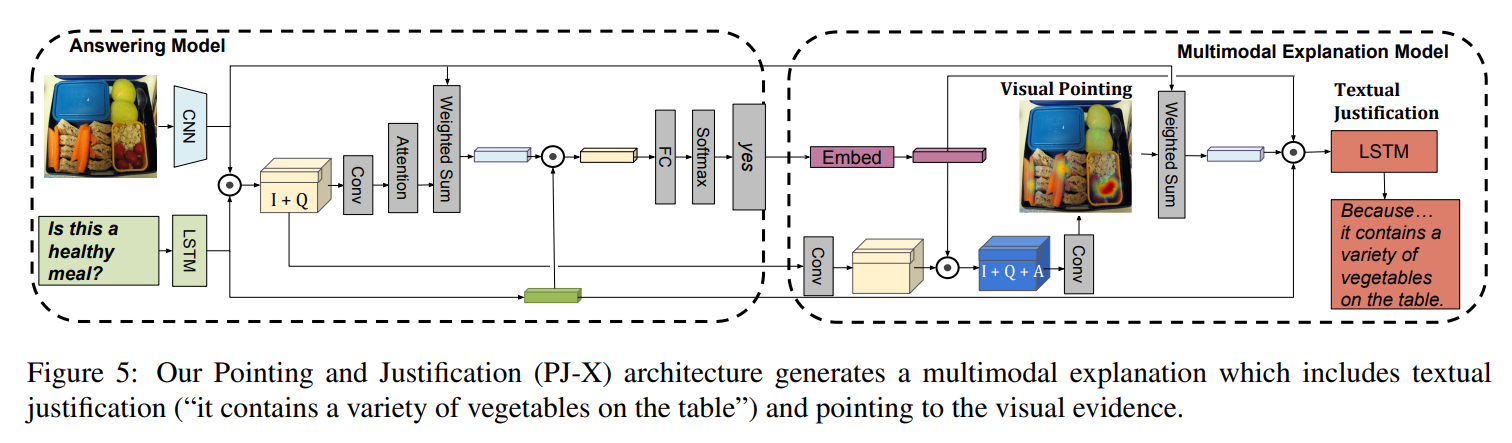 Answering Model
CNN
Is this a
healthy
meal?
LSTM
I + Q
Conv
Attention
Weighted Sum
FC
Softmax
yes
Multimodal Explanation Model
Embed
Visual Pointing
Conv
I + Q + A
Conv
Weighted Sum
Textual
Justification
LSTM
Because…
it contains a
variety of
vegetables
on the table.
Figure 5: Our Pointing and Justification (PJ-X) architecture generates a multimodal explanation which includes textual
justification (“it contains a variety of vegetables on the table”) and pointing to the visual evidence.